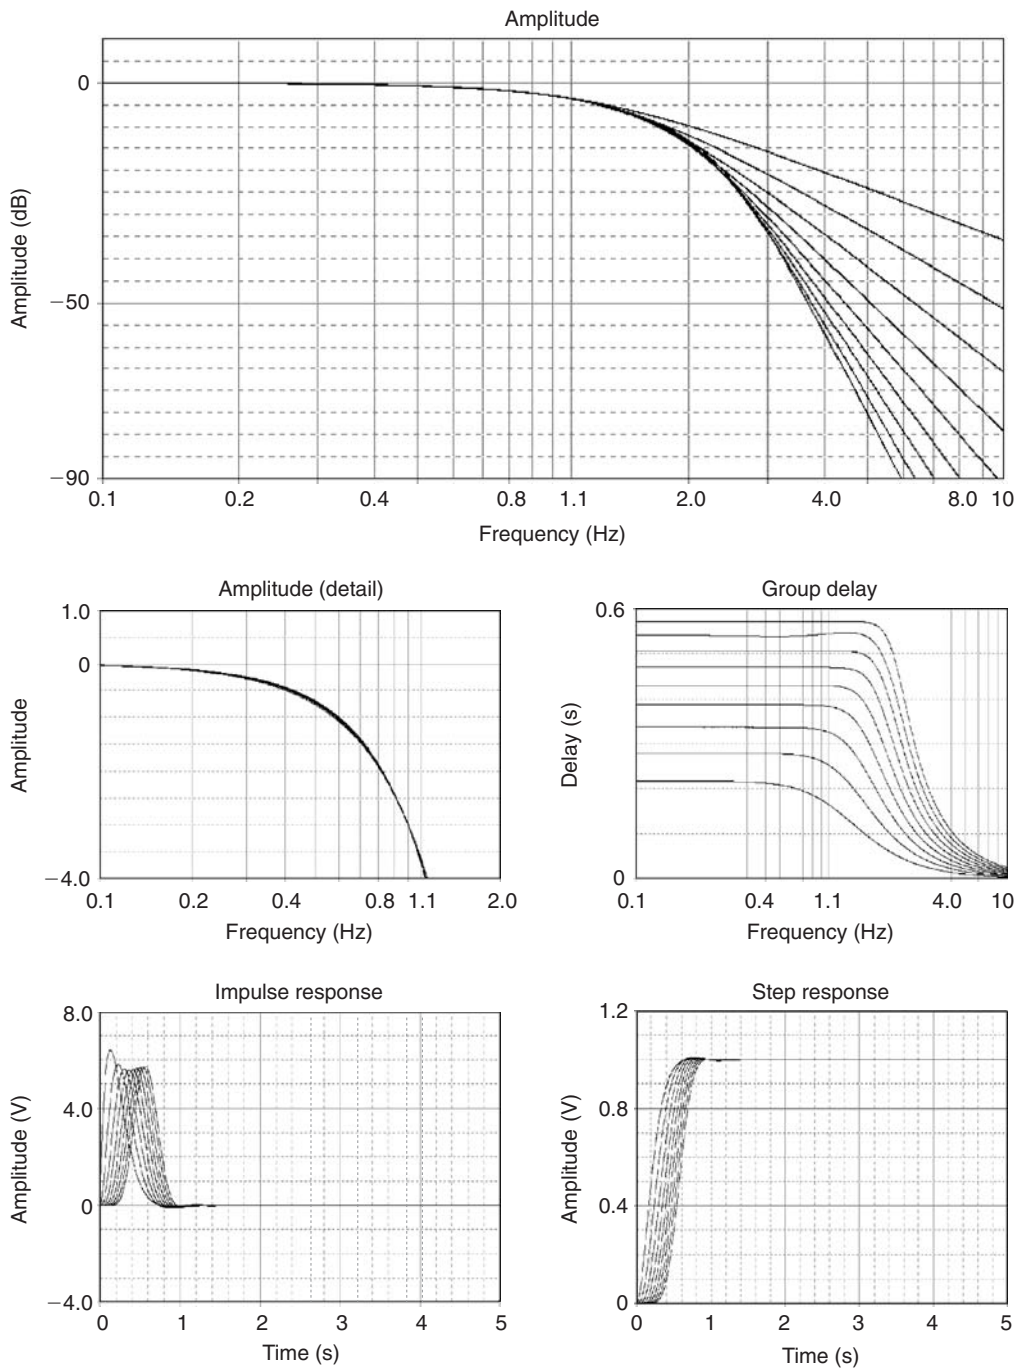 Amplitude
Amplitude (dB)
0
−50
−90
0.1 0.2 0.4 0.8 1.1 2.0 4.0 8.0 10
Frequency (Hz)
Amplitude (detail)
Amplitude
1.0
0
−4.0
0.1 0.2 0.4 0.8 1.1 2.0
Frequency (Hz)
Group delay
Delay (s)
0.6
0
0.1 0.4 1.1 4.0 10
Frequency (Hz)
Impulse response
Amplitude (V)
8.0
4.0
0
−4.0
0 1 2 3 4 5
Time (s)
Step response
Amplitude (V)
1.2
0.8
0.4
0
0 1 2 3 4 5
Time (s)